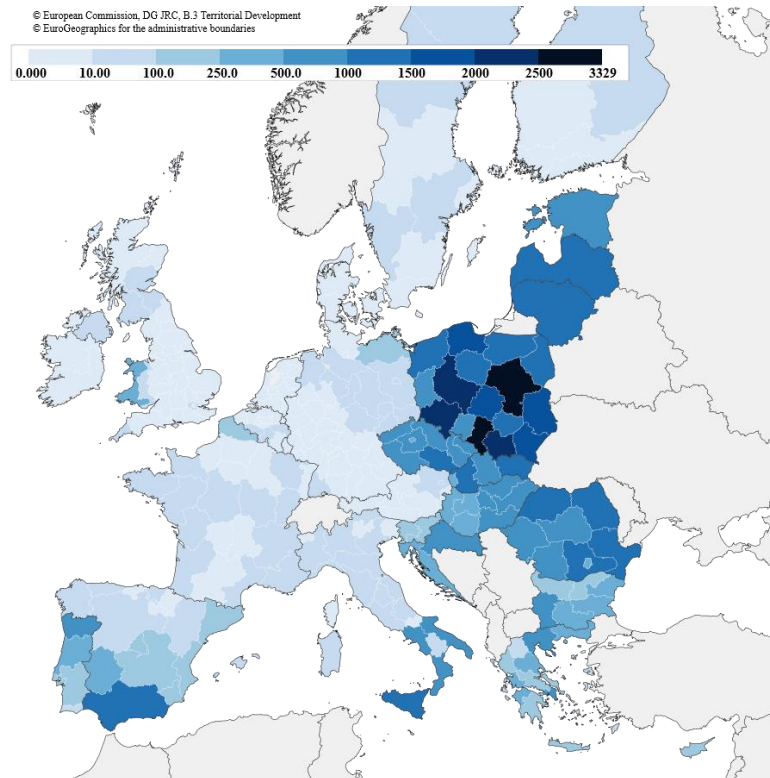 © European Commission, DG JRC, B.3 Territorial Development
© EuroGeographics for the administrative boundaries
0.000 10.00 100.0 250.0 500.0 1000 1500 2000 2500 3329